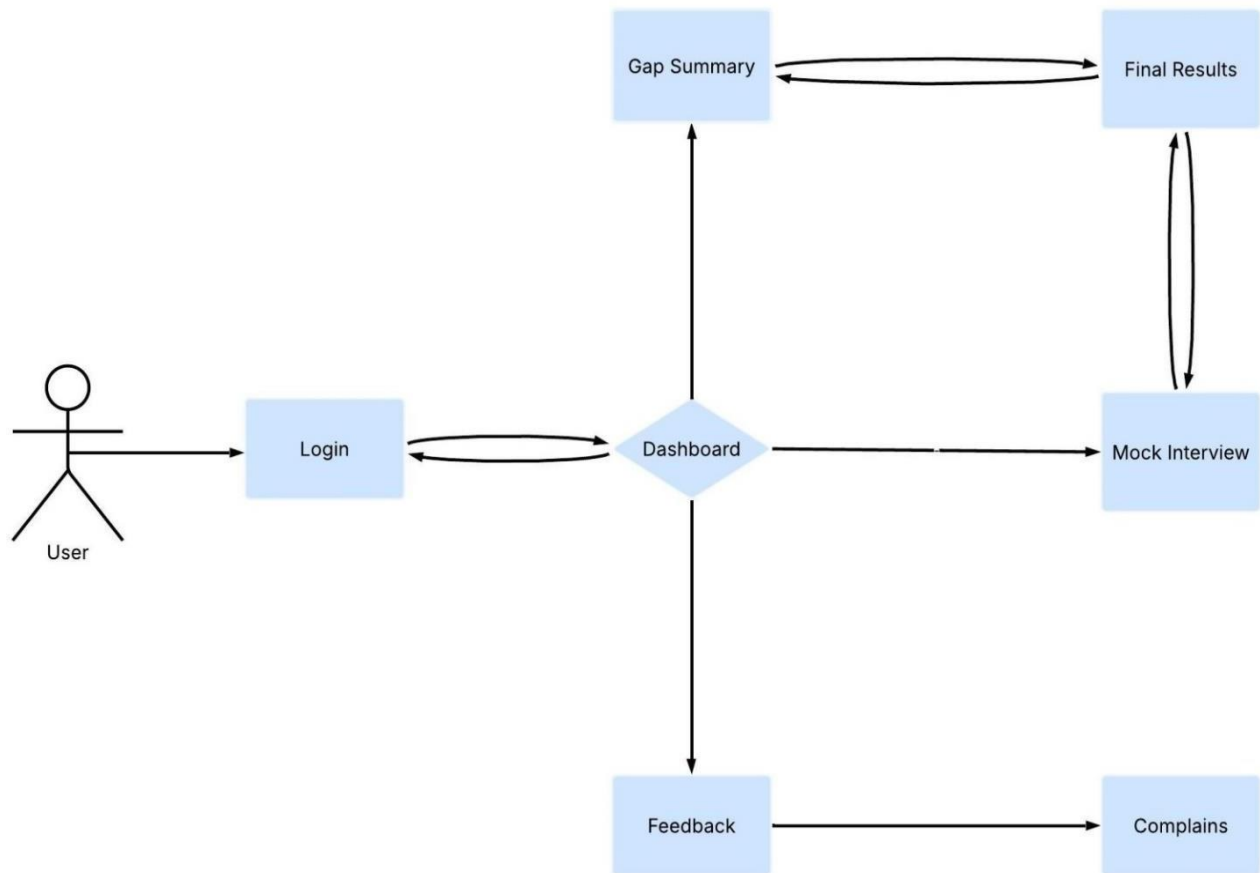 Gap Summary
Final Results
Login
Dashboard
Mock Interview
User
Feedback
Complains